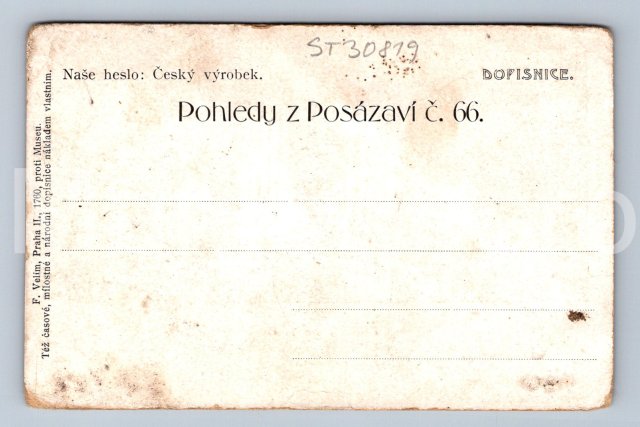 ST30819
Naše heslo: Český výrobek.
DOPISNICE.
Pohledy z Posázaví č. 66.
F. Velim, Praha II., 1760, proti Museu.
Též časové, milostné a národní dopisnice nákladem vlastním.